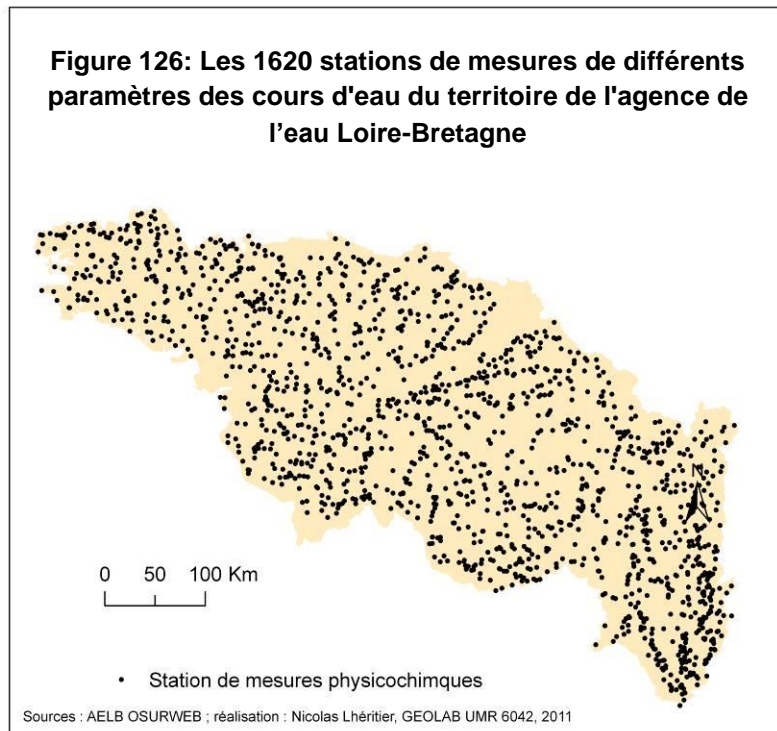 Figure 126: Les 1620 stations de mesures de différents
paramètres des cours d'eau du territoire de l'agence de
l’eau Loire-Bretagne
N
0 50 100 Km
Station de mesures physicochimques
Sources : AELB OSURWEB ; réalisation : Nicolas Lhéritier, GEOLAB UMR 6042, 2011